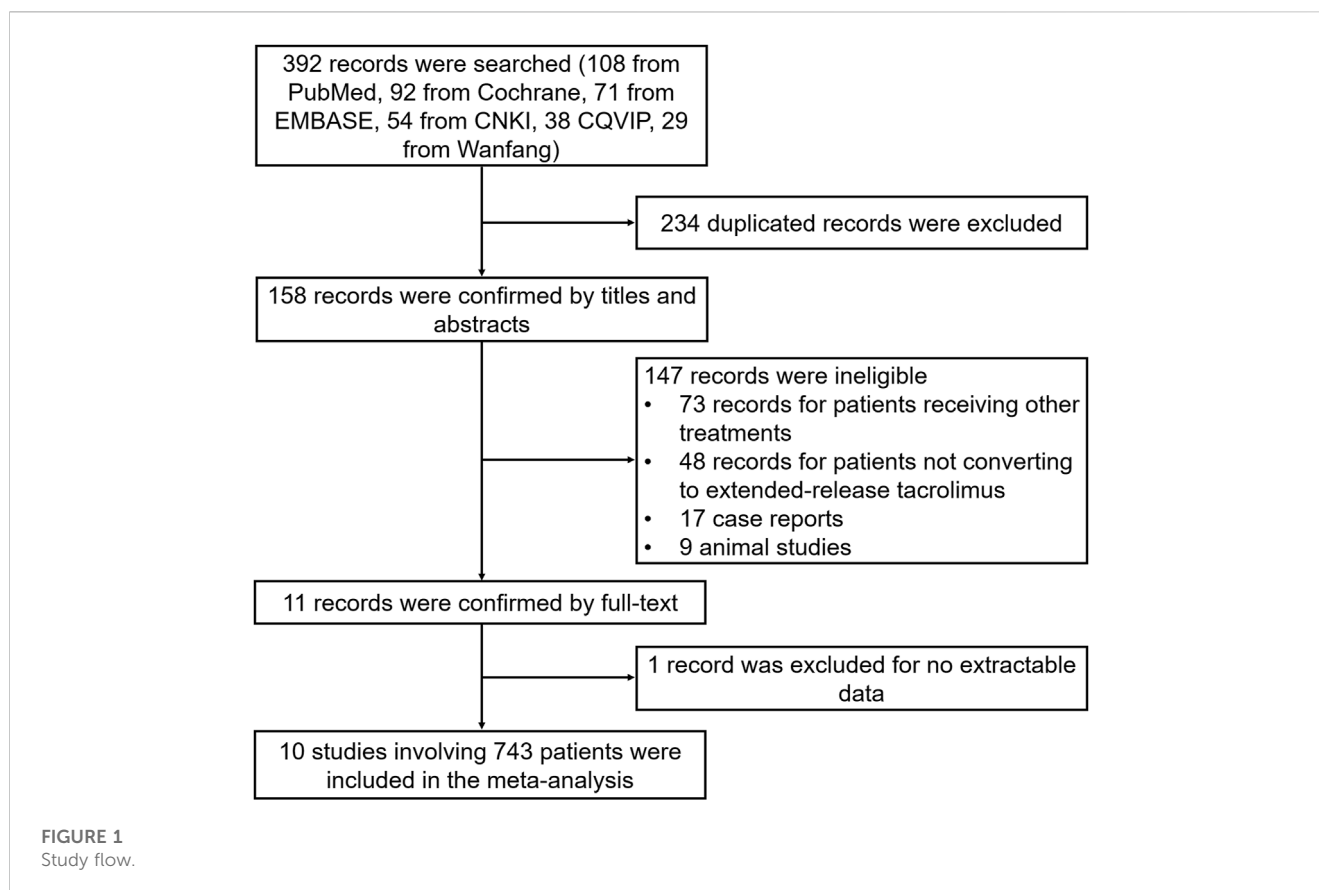 392 records were searched (108 from
PubMed, 92 from Cochrane, 71 from
EMBASE, 54 from CNKI, 38 CQVIP, 29
from Wanfang)
234 duplicated records were excluded
158 records were confirmed by titles and
abstracts
147 records were ineligible
• 73 records for patients receiving other
treatments
• 48 records for patients not converting
to extended-release tacrolimus
• 17 case reports
• 9 animal studies
11 records were confirmed by full-text
1 record was excluded for no extractable
data
10 studies involving 743 patients were
included in the meta-analysis
FIGURE 1
Study flow.